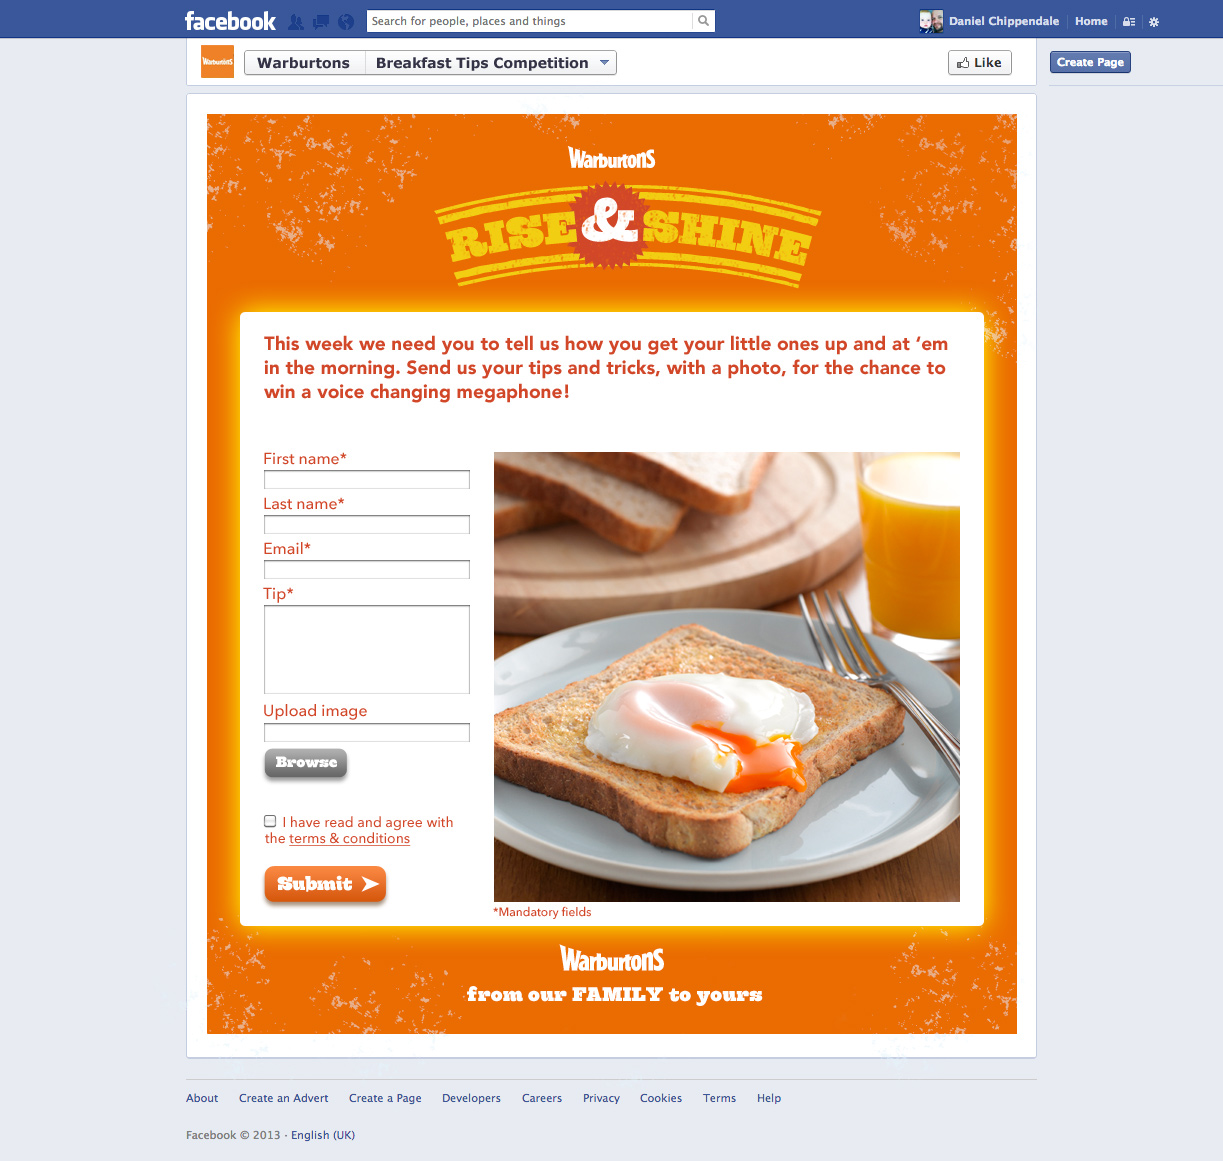 facebook
Search for people, places and things
Daniel Chippendale
Home
Warburtons
Warburtons
Breakfast Tips Competition
Like
Create Page
Warburtons
RISE & SHINE
This week we need you to tell us how you get your little ones up and at ‘em
in the morning. Send us your tips and tricks, with a photo, for the chance to
win a voice changing megaphone!
First name*
Last name*
Email*
Tip*
Upload image
Browse
I have read and agree with
the terms & conditions
Submit
*Mandatory fields
Warburtons
from our FAMILY to yours
About Create an Advert Create a Page Developers Careers Privacy Cookies Terms Help
Facebook © 2013 · English (UK)